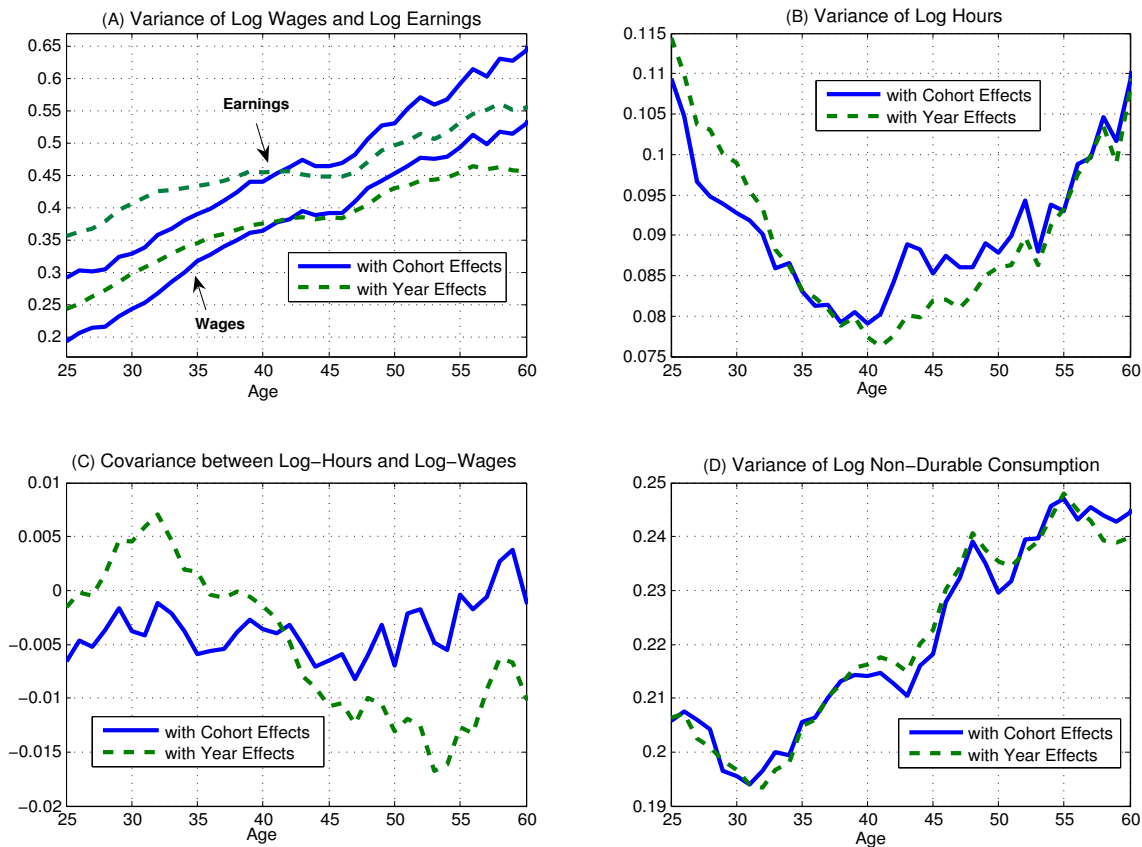 (A) Variance of Log Wages and Log Earnings
0.65
0.6
0.55
0.5
0.45
0.4
0.35
0.3
0.25
0.2
Earnings
Wages
with Cohort Effects
with Year Effects
25 30 35 40 45 50 55 60
Age
(B) Variance of Log Hours
0.115
0.11
0.105
0.1
0.095
0.09
0.085
0.08
0.075
with Cohort Effects
with Year Effects
25 30 35 40 45 50 55 60
Age
(C) Covariance between Log−Hours and Log−Wages
0.01
0.005
0
−0.005
−0.01
−0.015
−0.02
with Cohort Effects
with Year Effects
25 30 35 40 45 50 55 60
Age
(D) Variance of Log Non−Durable Consumption
0.25
0.24
0.23
0.22
0.21
0.2
0.19
with Cohort Effects
with Year Effects
25 30 35 40 45 50 55 60
Age